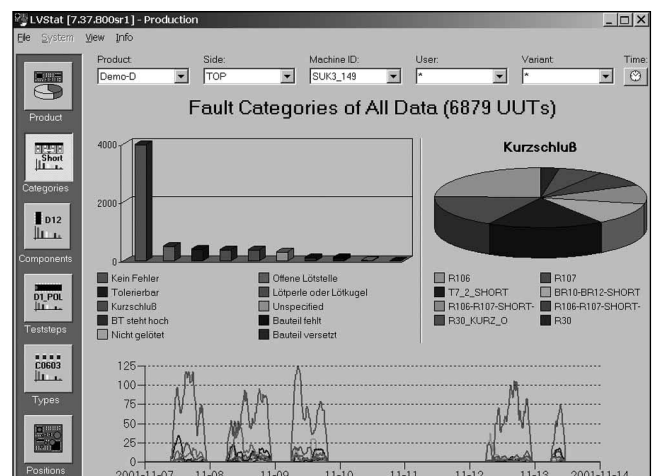 LVStat [7.37.800sr1] - Production
File System View Info
Product: Side: Machine ID: User: Variant: Time:
Demo-D TOP SUK3_149 * *
Product
Short
Categories
D12
Components
D1_POL
Teststeps
C0603
Types
Positions
Fault Categories of All Data (6879 UUTs)
4000
2000
0
Kein Fehler
Tolerierbar
Kurzschluß
BT steht hoch
Nicht gelötet
Offene Lötstelle
Lötperle oder Lötkugel
Unspecified
Bauteil fehlt
Bauteil versetzt
Kurzschluß
R106
T7_2_SHORT
R106-R107-SHORT-
R30_KURZ_O
R107
BR10-BR12-SHORT
R106-R107-SHORT-
R30
125
100
75
50
25
0
2001-11-07 11-08 11-09 11-10 11-11 11-12 11-13 2001-11-14